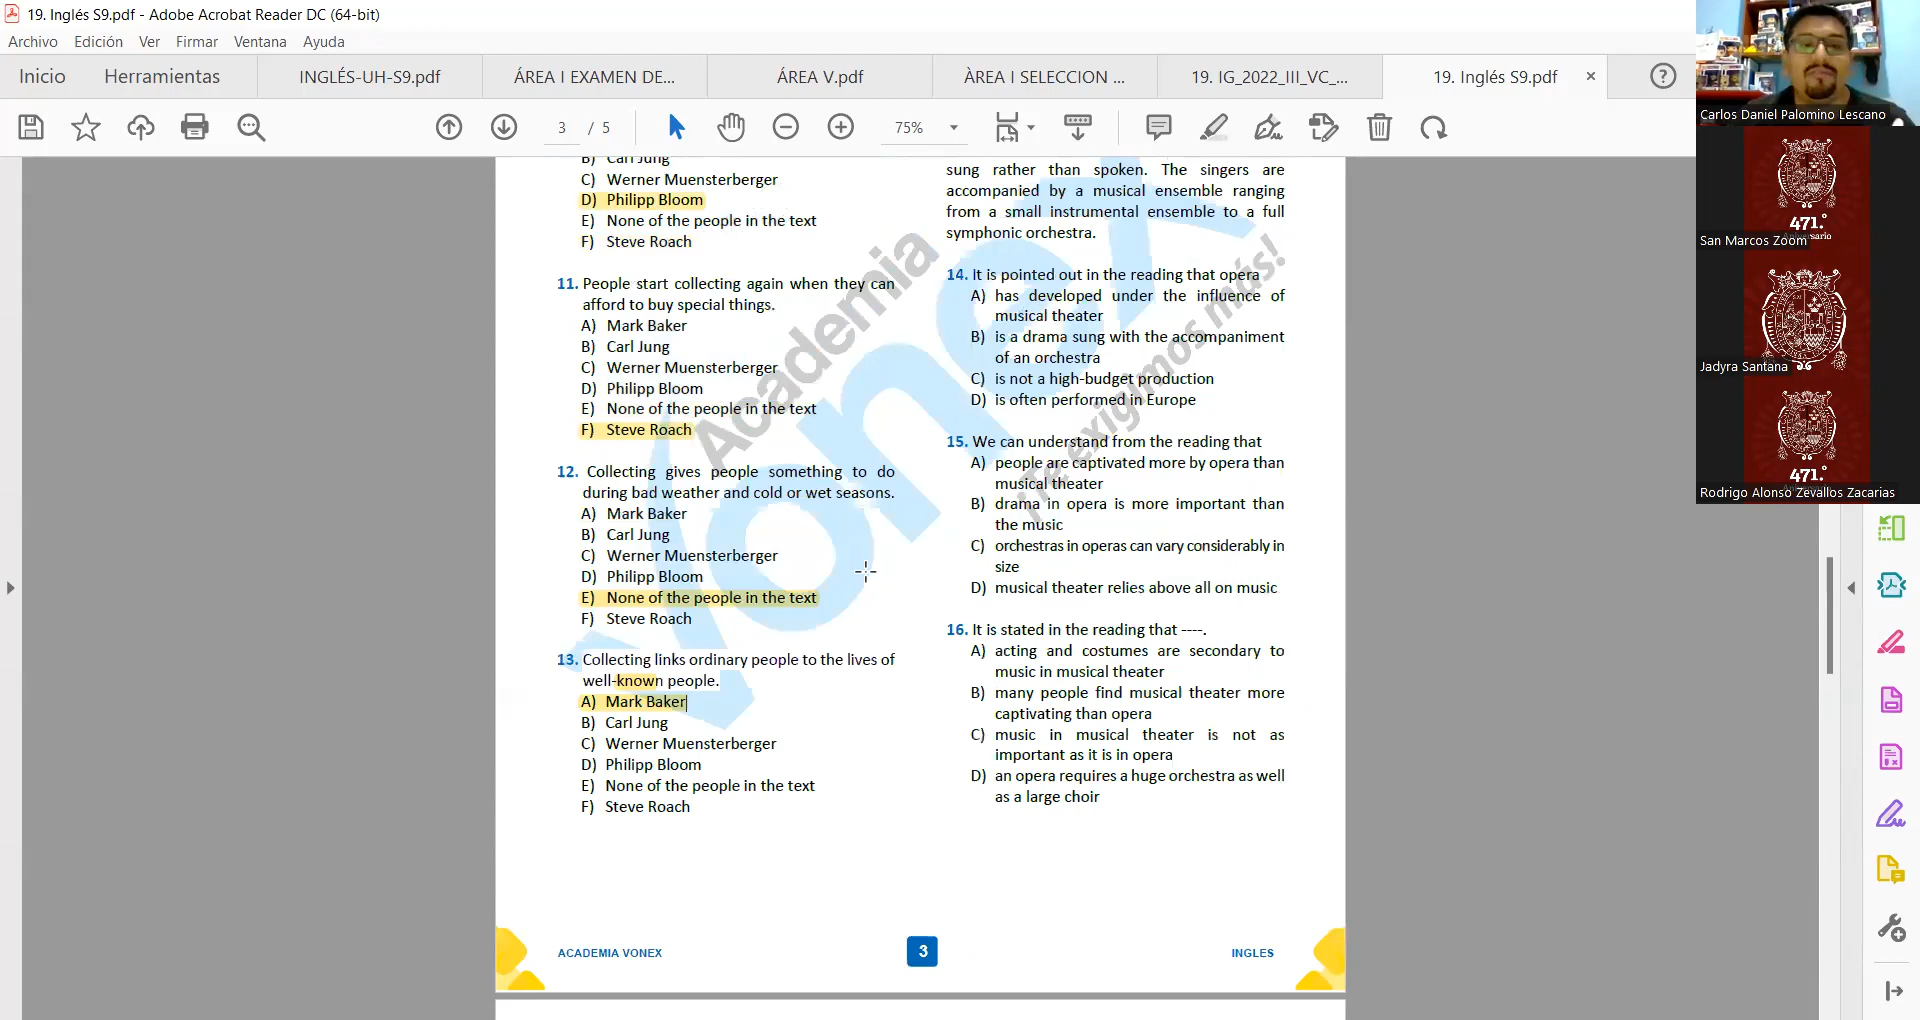 19. Inglés S9.pdf - Adobe Acrobat Reader DC (64-bit)
Archivo Edición Ver Firmar Ventana Ayuda
Inicio Herramientas INGLÉS-UH-S9.pdf ÁREA I EXAMEN DE... ÁREA V.pdf ÀREA I SELECCION ... 19. IG_2022_III_VC_... 19. Inglés S9.pdf
3 / 5 75%
B) Carl Jung
C) Werner Muensterberger
D) Philipp Bloom
E) None of the people in the text
F) Steve Roach
11. People start collecting again when they can
afford to buy special things.
A) Mark Baker
B) Carl Jung
C) Werner Muensterberger
D) Philipp Bloom
E) None of the people in the text
F) Steve Roach
12. Collecting gives people something to do
during bad weather and cold or wet seasons.
A) Mark Baker
B) Carl Jung
C) Werner Muensterberger
D) Philipp Bloom
E) None of the people in the text
F) Steve Roach
13. Collecting links ordinary people to the lives of
well-known people.
A) Mark Baker
B) Carl Jung
C) Werner Muensterberger
D) Philipp Bloom
E) None of the people in the text
F) Steve Roach
sung rather than spoken. The singers are
accompanied by a musical ensemble ranging
from a small instrumental ensemble to a full
symphonic orchestra.
14. It is pointed out in the reading that opera
A) has developed under the influence of
musical theater
B) is a drama sung with the accompaniment
of an orchestra
C) is not a high-budget production
D) is often performed in Europe
15. We can understand from the reading that
A) people are captivated more by opera than
musical theater
B) drama in opera is more important than
the music
C) orchestras in operas can vary considerably in
size
D) musical theater relies above all on music
16. It is stated in the reading that ----.
A) acting and costumes are secondary to
music in musical theater
B) many people find musical theater more
captivating than opera
C) music in musical theater is not as
important as it is in opera
D) an opera requires a huge orchestra as well
as a large choir
Academia
Vonex
¡Te exigimos más!
ACADEMIA VONEX 3 INGLES
Carlos Daniel Palomino Lescano
471.°
Aniversario
San Marcos Zoom
Jadyra Santana
471.°
Rodrigo Alonso Zevallos Zacarias